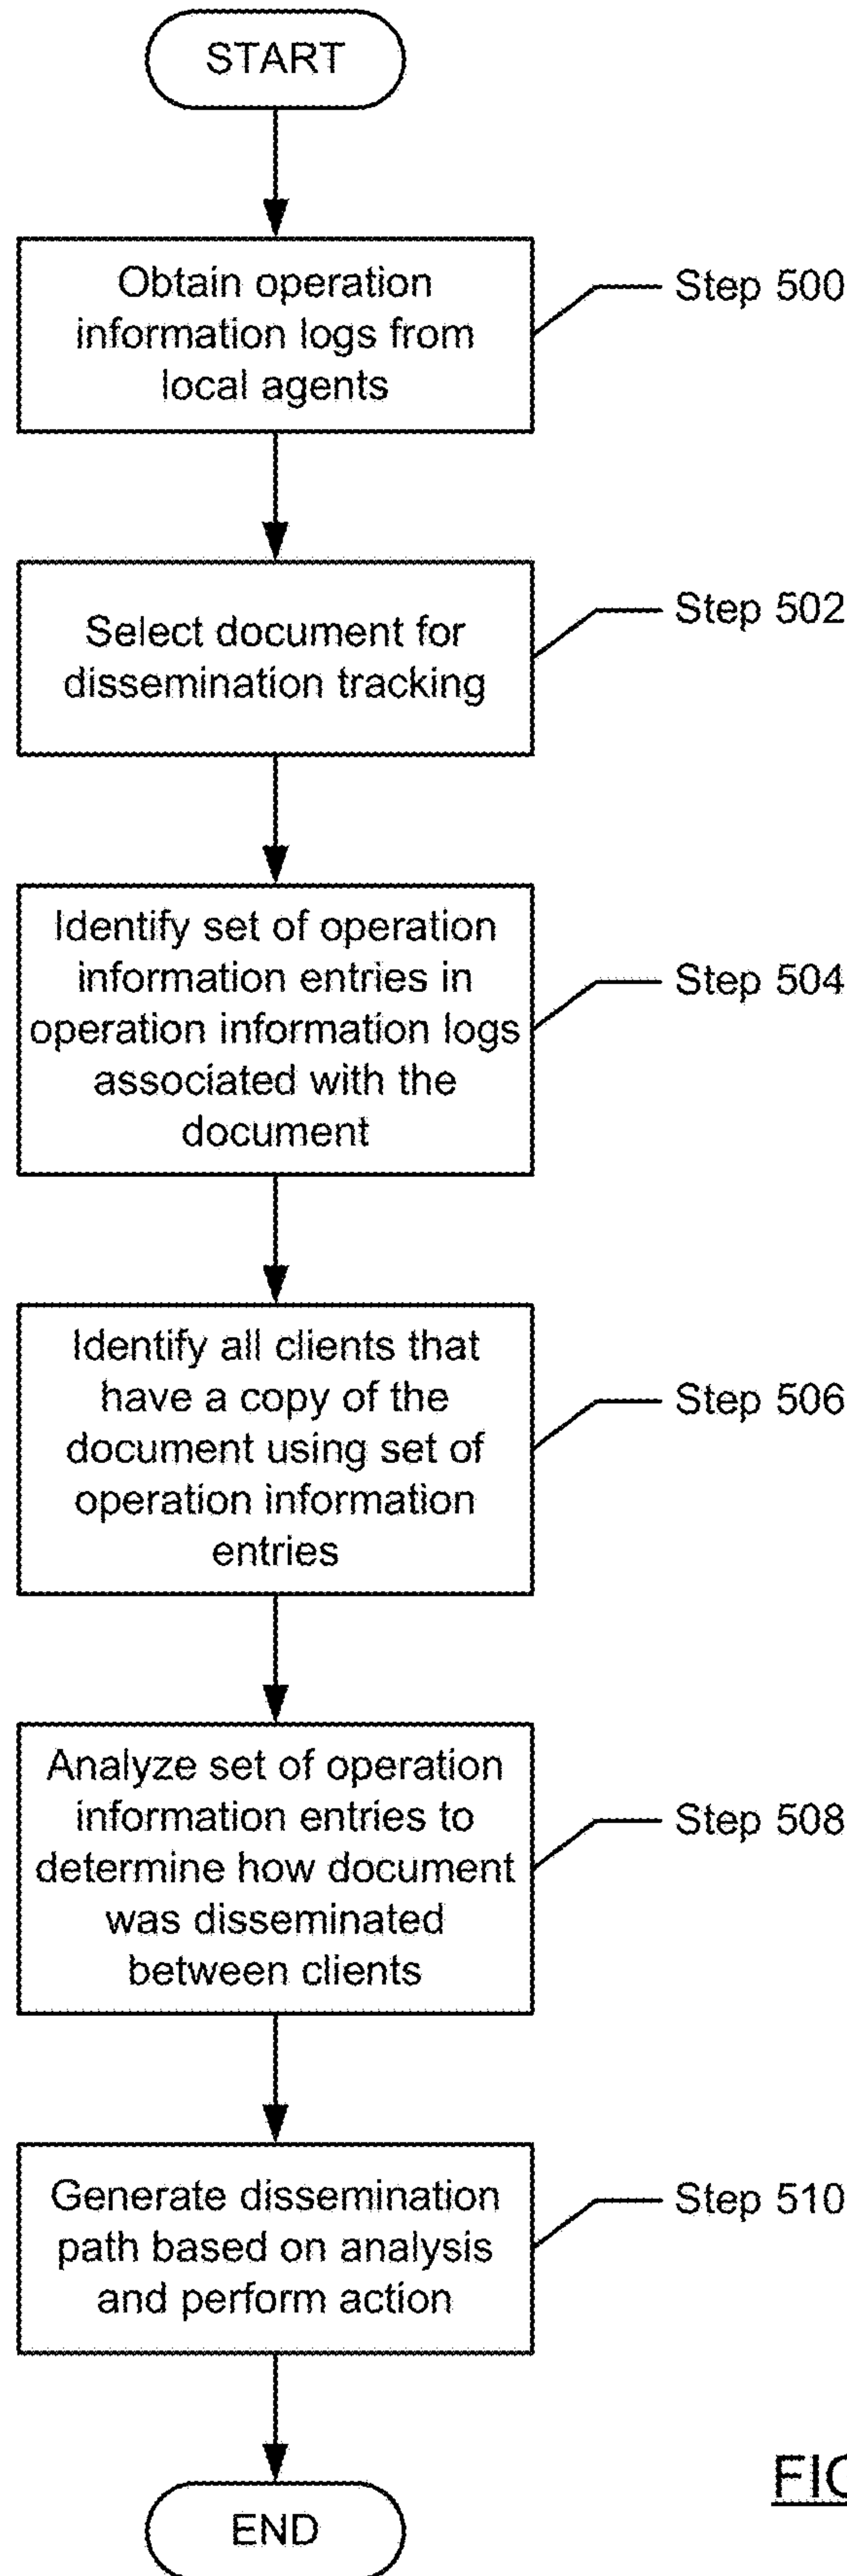 START
Obtain operation
information logs from
local agents
Step 500
Select document for
dissemination tracking
Step 502
Identify set of operation
information entries in
operation information logs
associated with the
document
Step 504
Identify all clients that
have a copy of the
document using set of
operation information
entries
Step 506
Analyze set of operation
information entries to
determine how document
was disseminated
between clients
Step 508
Generate dissemination
path based on analysis
and perform action
Step 510
END